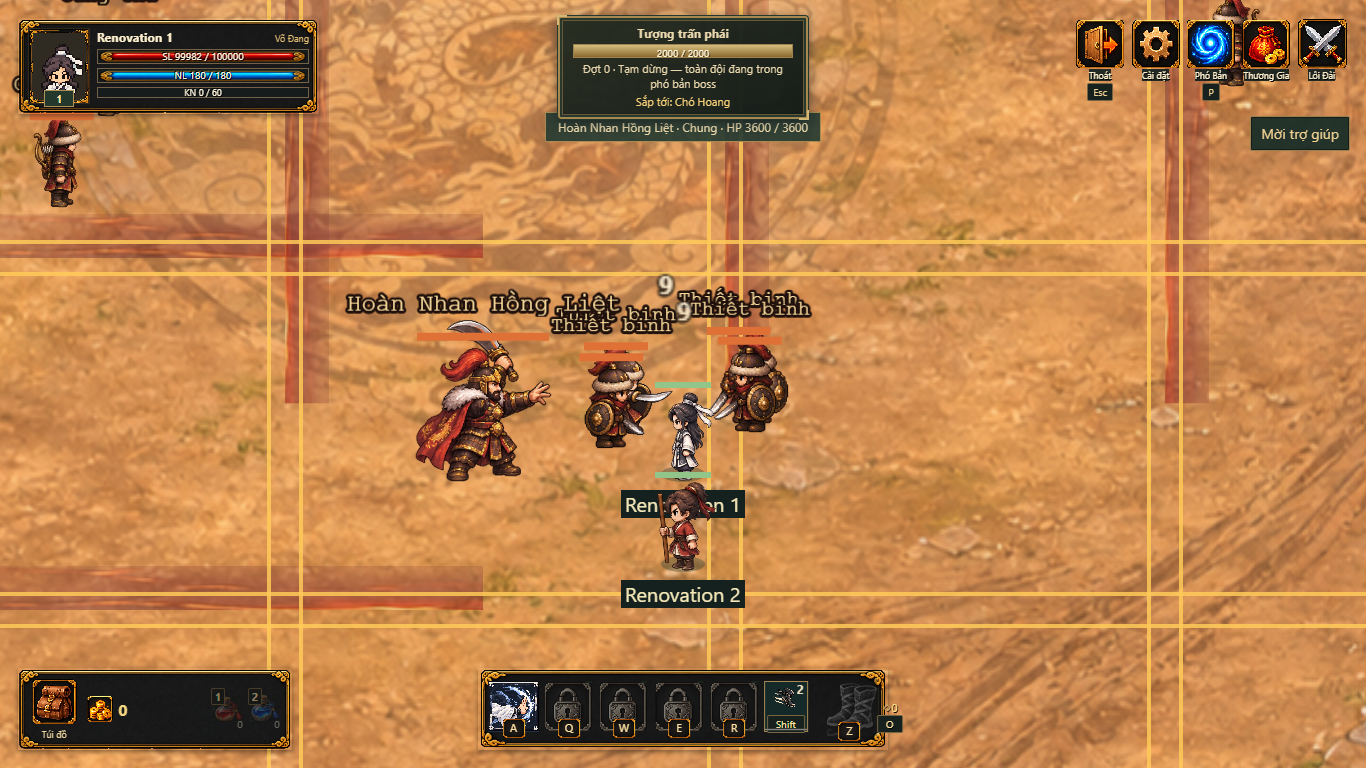 Renovation 1
Võ Đang
SL 99982 / 100000
NL 180 / 180
KN 0 / 60
1
Tượng trấn phái
2000 / 2000
Đợt 0 · Tạm dừng — toàn đội đang trong
phó bản boss
Sắp tới: Chó Hoang
Hoàn Nhan Hồng Liệt · Chung · HP 3600 / 3600
Thoát
Cài đặt
Phó Bản
Thương Gia
Lôi Đài
Esc
P
Mời trợ giúp
9
Hoàn Nhan Hồng Liệt
Thiết binh
9
Thiết binh
binh
Thiết binh
Renovation 1
Renovation 2
Túi đồ
0
1
0
2
0
A
Q
W
E
R
2
Shift
Z
0
O